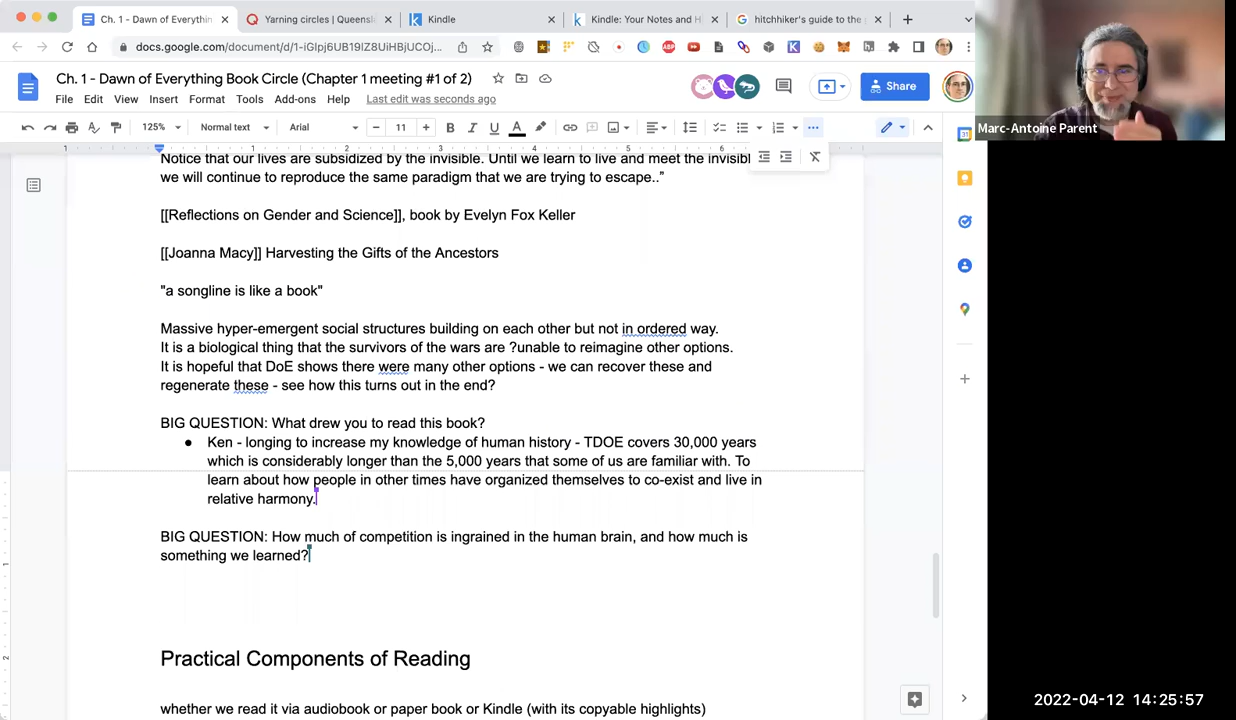 Ch. 1 - Dawn of Everythin
Yarning circles | Queensl
Kindle
Kindle: Your Notes and H
hitchhiker's guide to the
docs.google.com/document/d/1-iGlpj6UB19IZ8UiHBjUCOj...
Ch. 1 - Dawn of Everything Book Circle (Chapter 1 meeting #1 of 2)
File Edit View Insert Format Tools Add-ons Help Last edit was seconds ago
Share
125% Normal text Arial 11
Marc-Antoine Parent
Notice that our lives are subsidized by the invisible. Until we learn to live and meet the invisibl
we will continue to reproduce the same paradigm that we are trying to escape.."
[[Reflections on Gender and Science]], book by Evelyn Fox Keller
[[Joanna Macy]] Harvesting the Gifts of the Ancestors
"a songline is like a book"
Massive hyper-emergent social structures building on each other but not in ordered way.
It is a biological thing that the survivors of the wars are ?unable to reimagine other options.
It is hopeful that DoE shows there were many other options - we can recover these and
regenerate these - see how this turns out in the end?
BIG QUESTION: What drew you to read this book?
● Ken - longing to increase my knowledge of human history - TDOE covers 30,000 years
which is considerably longer than the 5,000 years that some of us are familiar with. To
learn about how people in other times have organized themselves to co-exist and live in
relative harmony.
BIG QUESTION: How much of competition is ingrained in the human brain, and how much is
something we learned?
Practical Components of Reading
whether we read it via audiobook or paper book or Kindle (with its copyable highlights)
2022-04-12 14:25:57